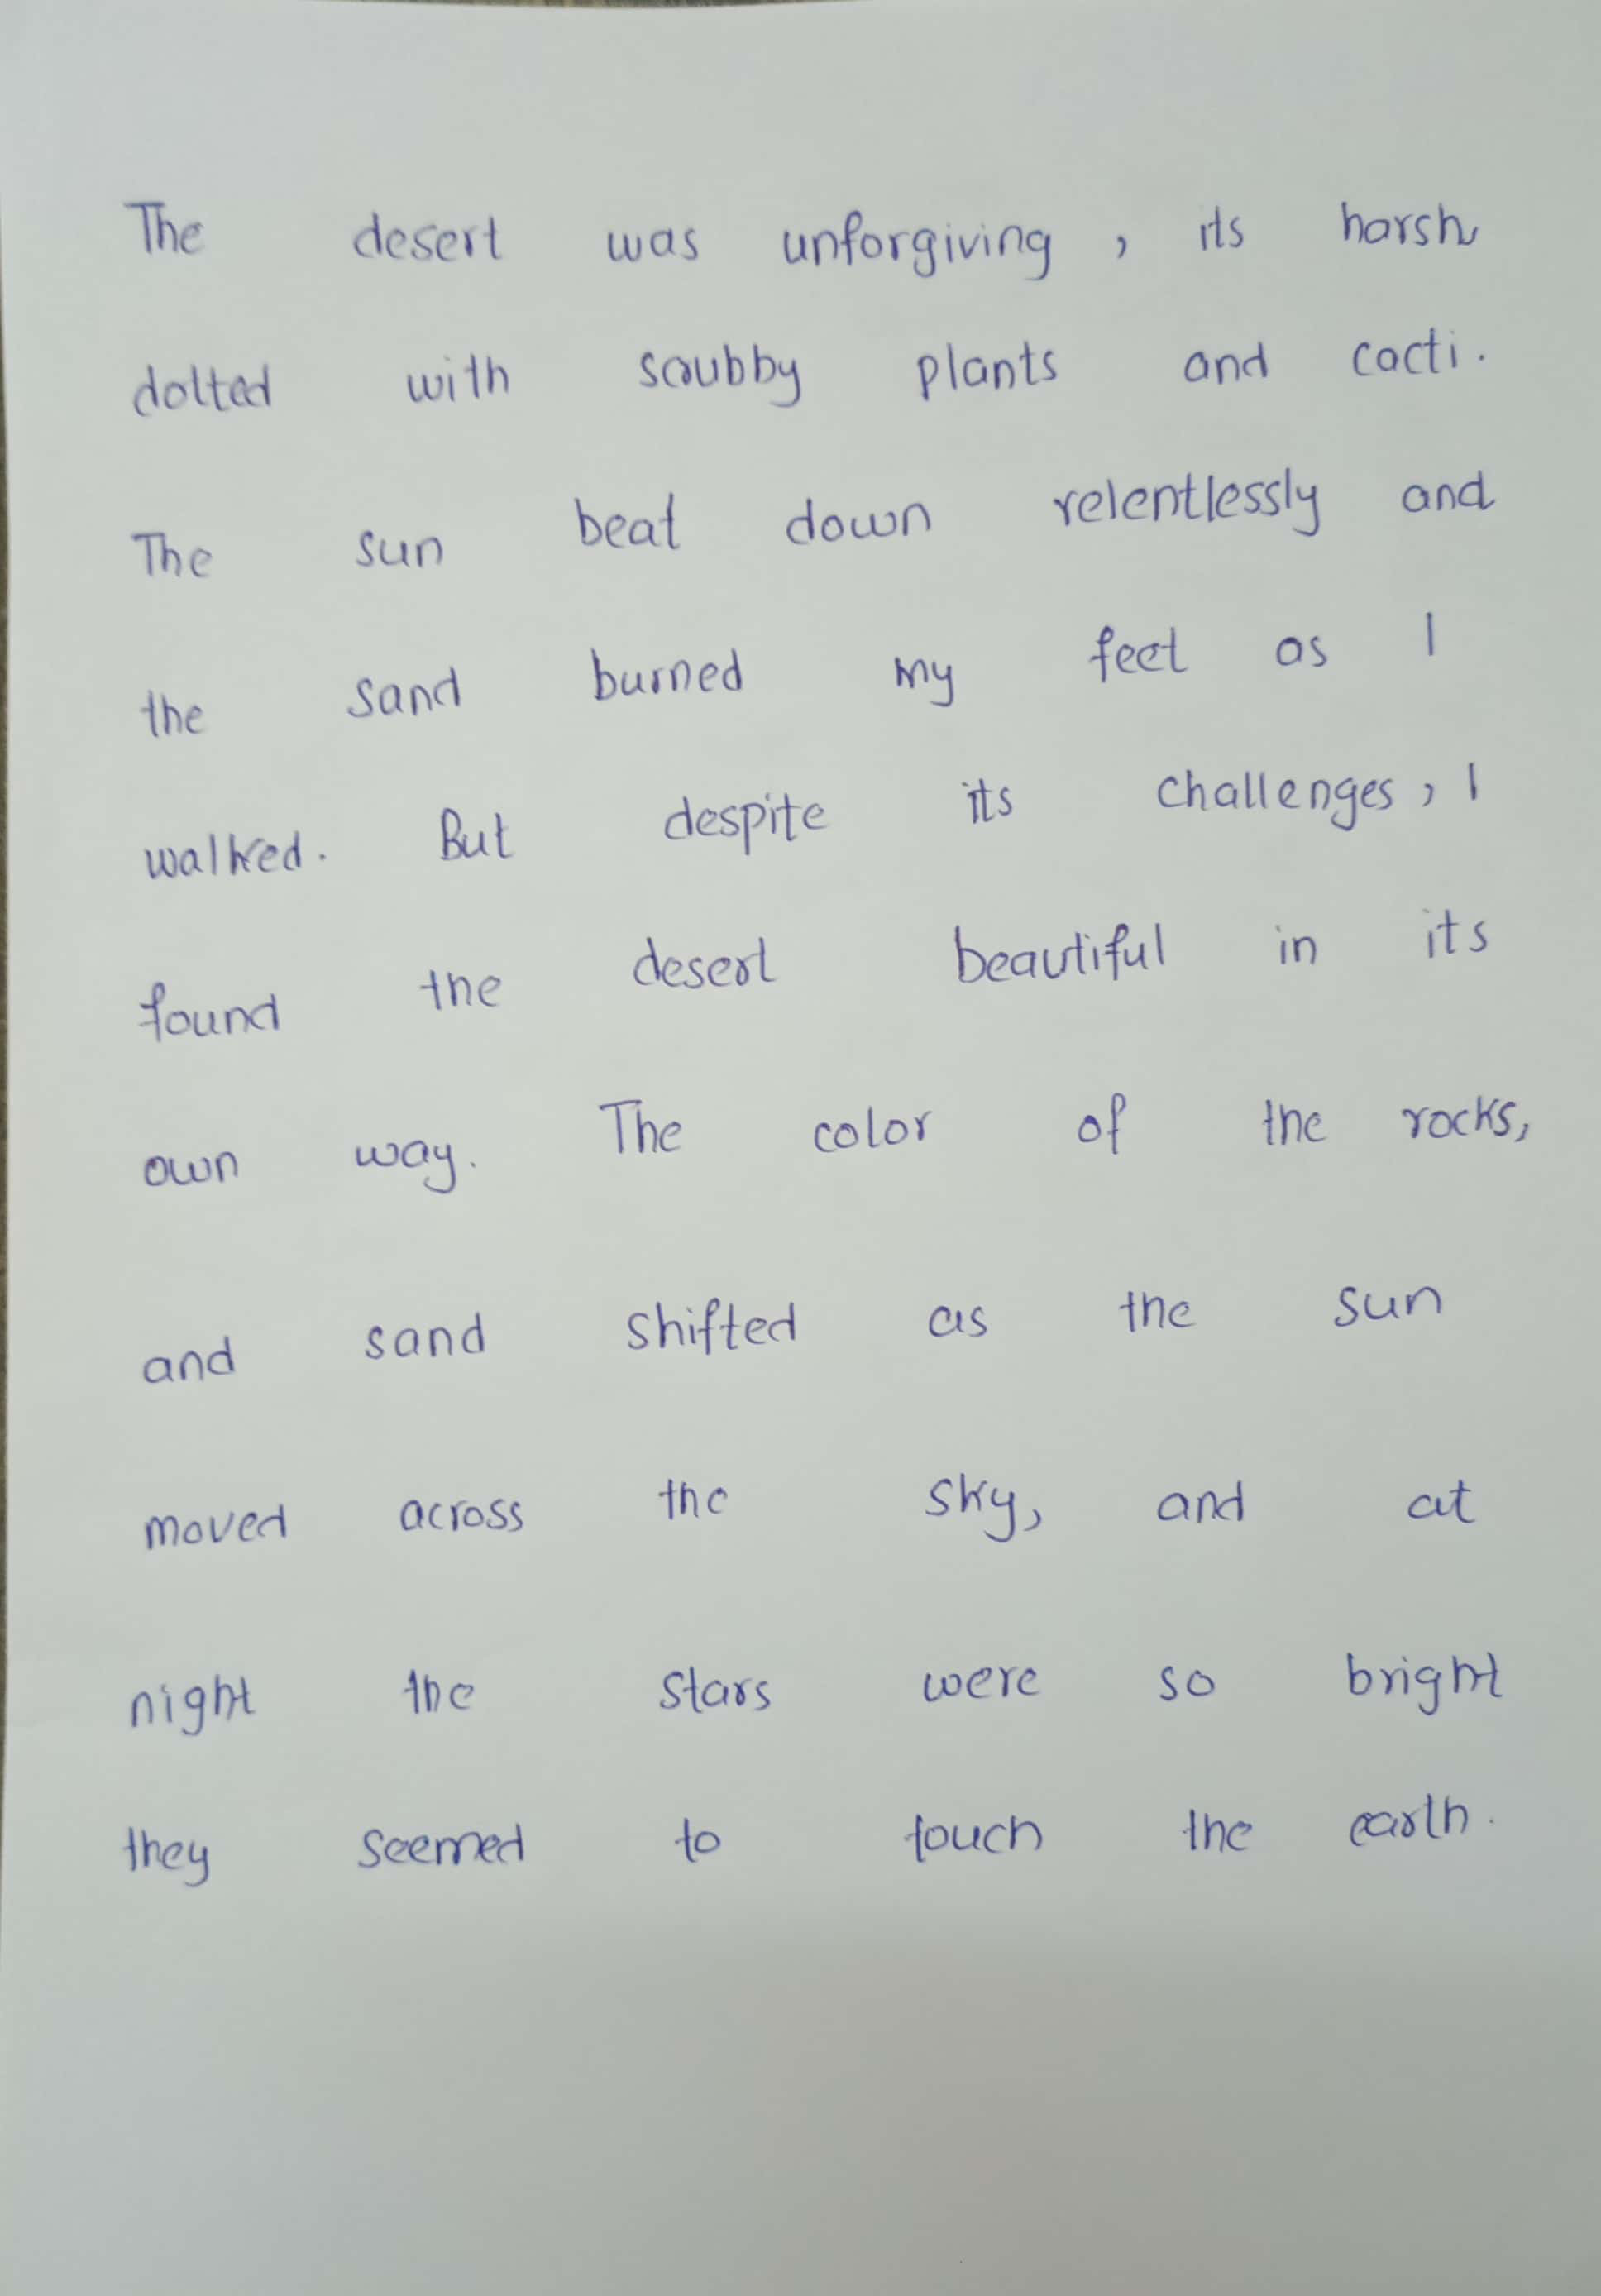 The desert was unforgiving, its harsh
dotted with scrubby plants and cacti.
The sun beat down relentlessly and
the sand burned my feet as I
walked. But despite its challenges, I
found the desert beautiful in its
own way. The color of the rocks,
and sand shifted as the sun
moved across the sky, and at
night the stars were so bright
they seemed to touch the earth.